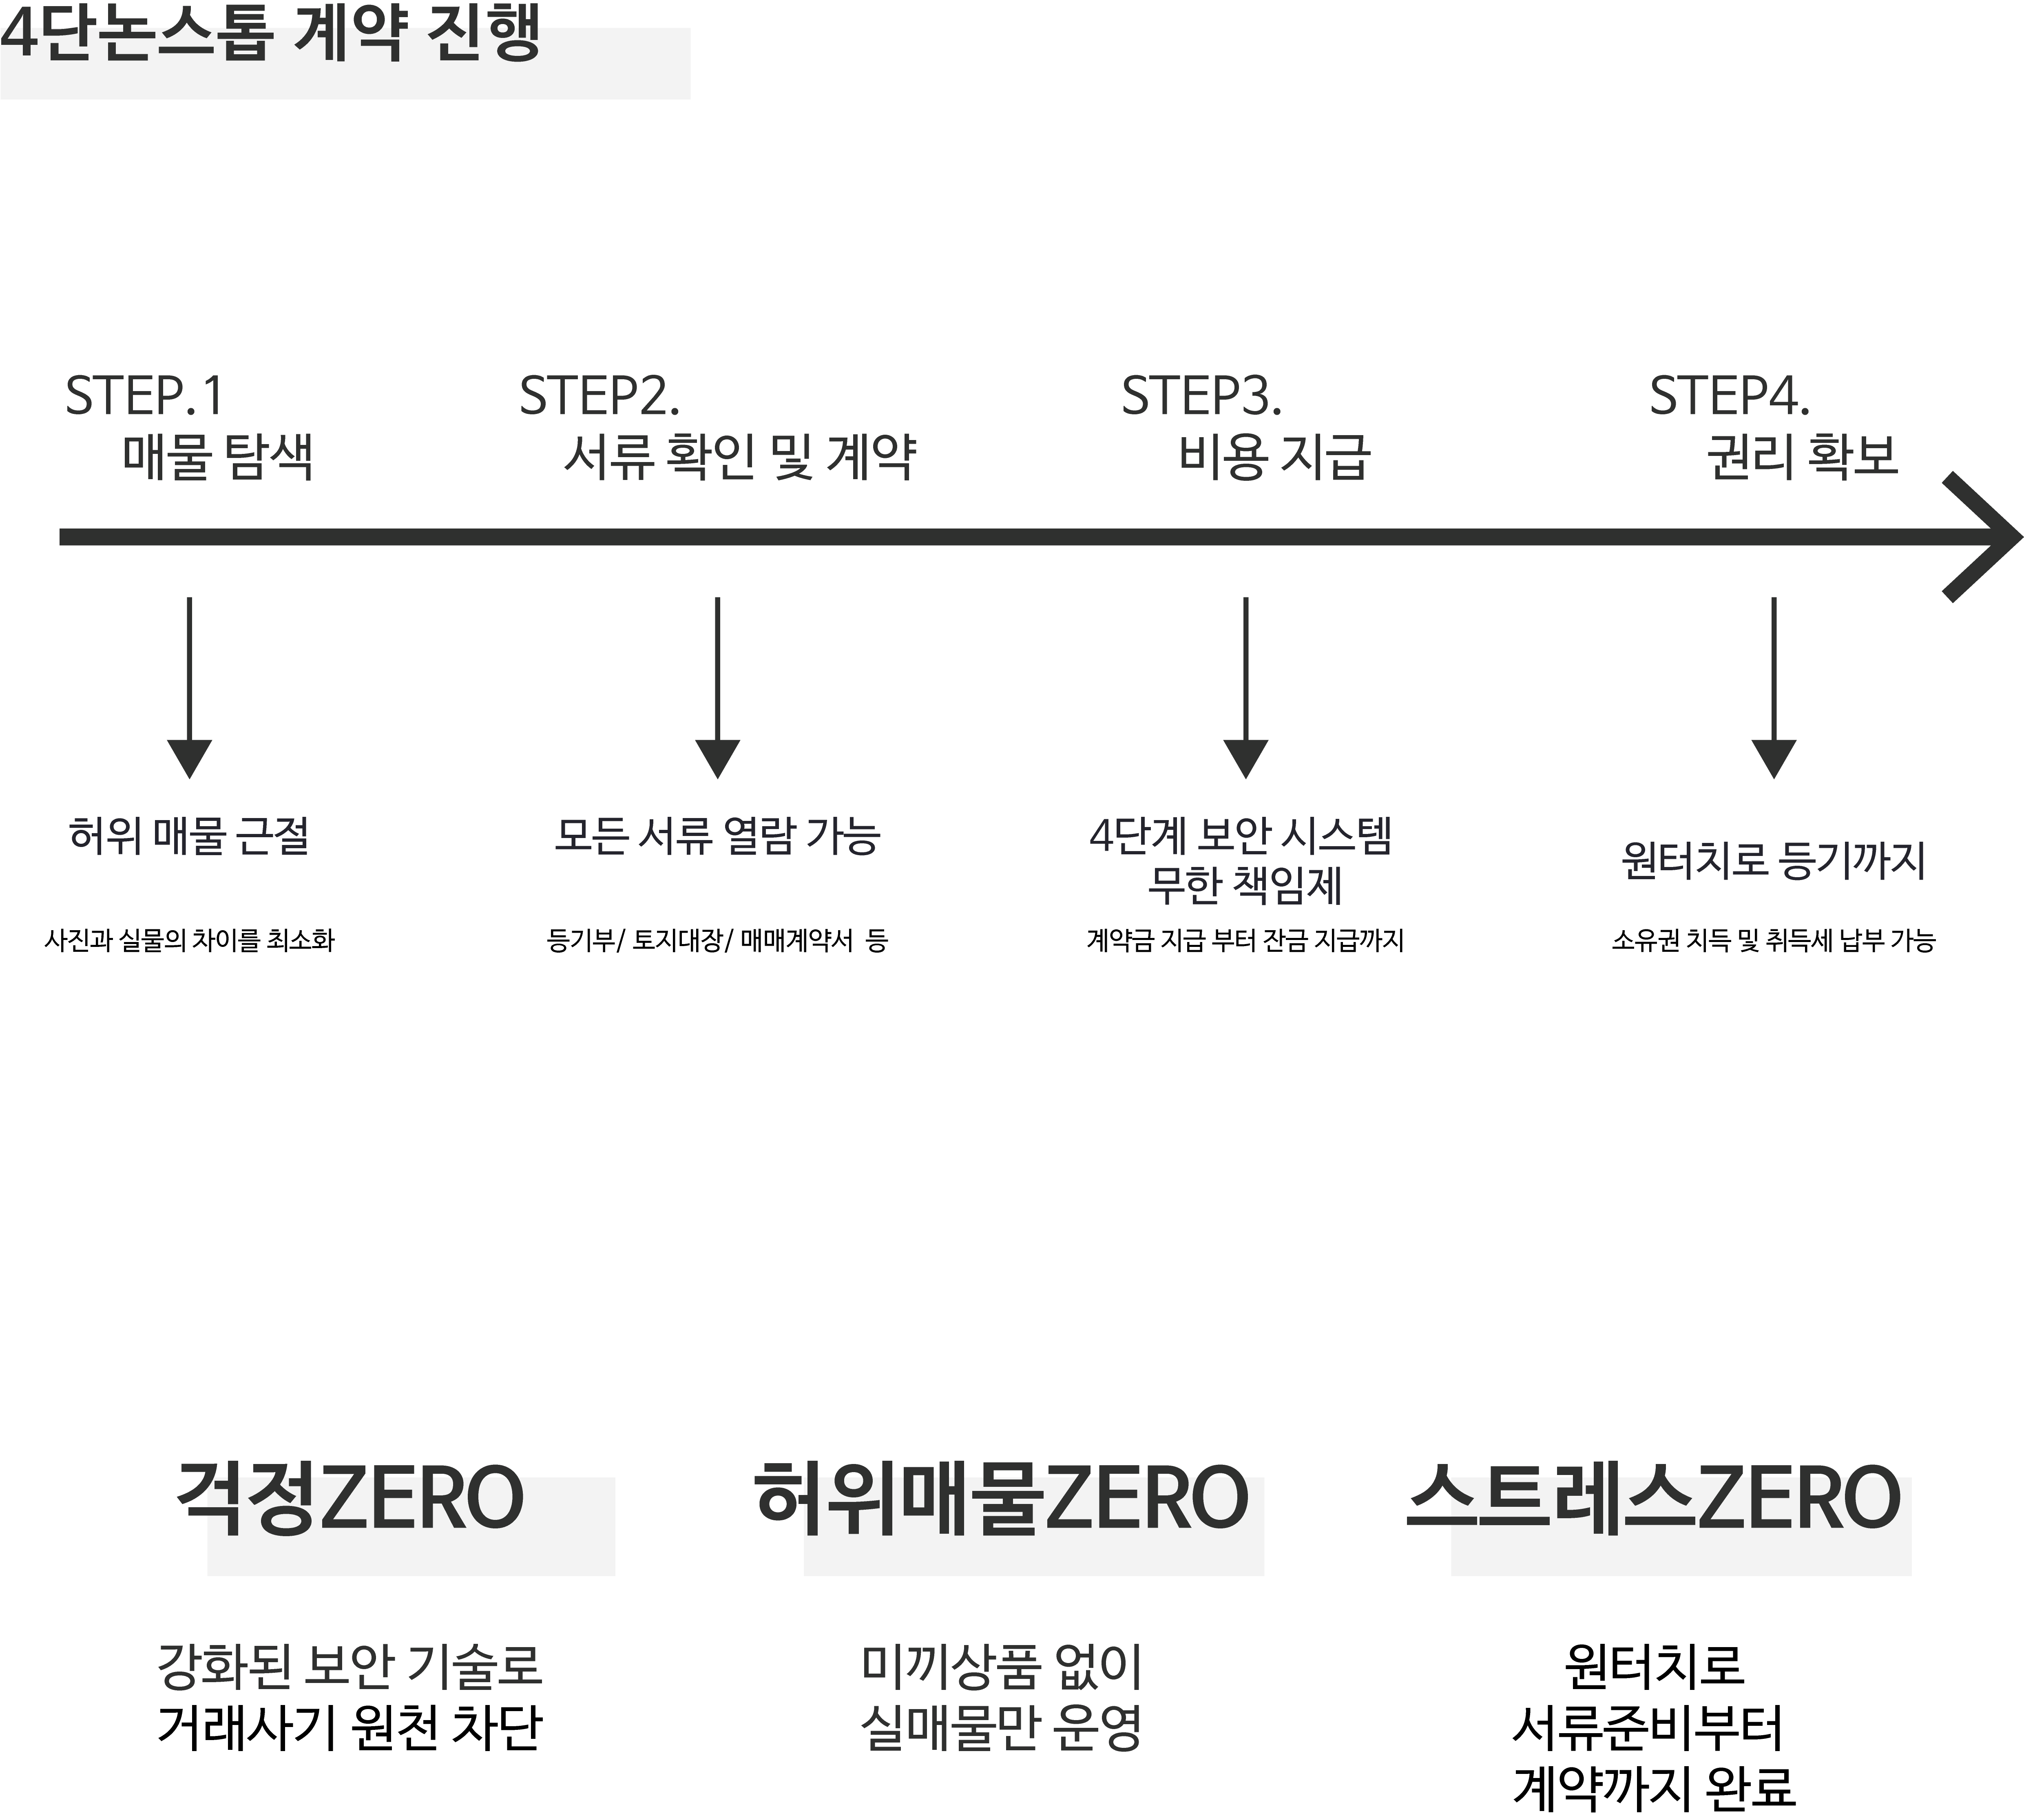 4단논스톱 계약 진행
STEP.1
매물 탐색
STEP2.
서류 확인 및 계약
STEP3.
비용 지급
STEP4.
권리 확보
허위 매물 근절
사진과 실물의 차이를 최소화
모든 서류 열람 가능
등기부/ 토지대장/ 매매계약서 등
4단계 보안 시스템
무한 책임제
계약금 지급 부터 잔금 지급까지
원터치로 등기까지
소유권 치득 및 취득세 납부 가능
걱정ZERO
강화된 보안 기술로
거래사기 원천 차단
허위매물ZERO
미끼상품 없이
실매물만 운영
스트레스ZERO
원터치로
서류준비부터
계약까지 완료